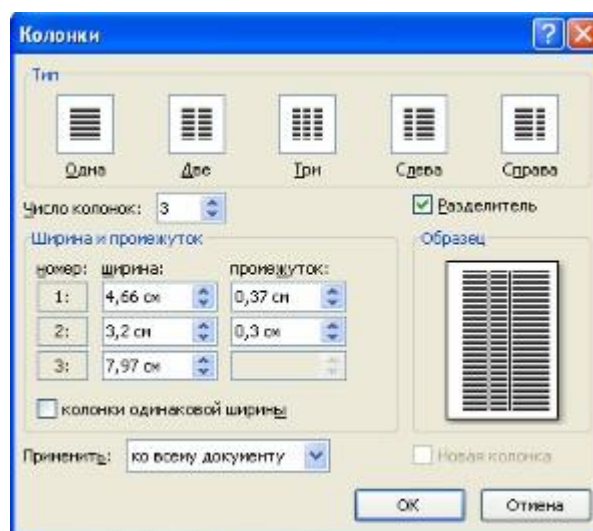 Колонки
Тип
Одна Две Три Слева Справа
Число колонок: 3 Разделитель
Ширина и промежуток Образец
номер: ширина: промежуток:
1: 4,66 см 0,37 см
2: 3,2 см 0,3 см
3: 7,97 см
колонки одинаковой ширины
Применить: ко всему документу Новая колонка
ОК Отмена